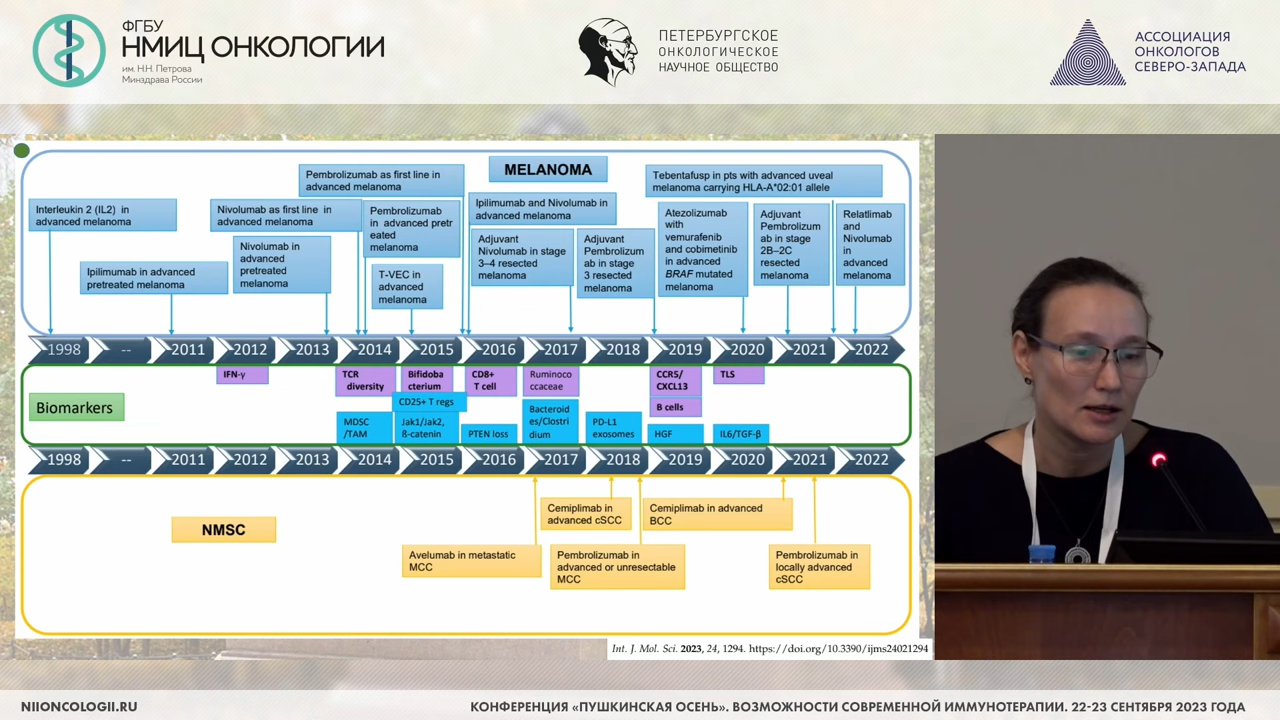 ФГБУ
НМИЦ ОНКОЛОГИИ
им. Н.Н. Петрова
Минздрава России
ПЕТЕРБУРГСКОЕ
ОНКОЛОГИЧЕСКОЕ
НАУЧНОЕ ОБЩЕСТВО
АССОЦИАЦИЯ
ОНКОЛОГОВ
СЕВЕРО-ЗАПАДА
MELANOMA
Pembrolizumab as first line in
advanced melanoma
Tebentafusp in pts with advanced uveal
melanoma carrying HLA-A*02:01 allele
Interleukin 2 (IL2) in
advanced melanoma
Nivolumab as first line in
advanced melanoma
Pembrolizumab
in advanced pretr
eated
melanoma
Ipilimumab and Nivolumab in
advanced melanoma
Atezolizumab
with
vemurafenib
and cobimetinib
in advanced
BRAF mutated
melanoma
Adjuvant
Pembrolizum
ab in stage
2B–2C
resected
melanoma
Relatlimab
and
Nivolumab
in
advanced
melanoma
Ipilimumab in advanced
pretreated melanoma
Nivolumab in
advanced
pretreated
melanoma
T-VEC in
advanced
melanoma
Adjuvant
Nivolumab in stage
3–4 resected
melanoma
Adjuvant
Pembrolizum
ab in stage
3 resected
melanoma
1998 -- 2011 2012 2013 2014 2015 2016 2017 2018 2019 2020 2021 2022
Biomarkers
IFN-γ
TCR
diversity
Bifidoba
cterium
CD8+
T cell
Ruminoco
ccaceae
CCR5/
CXCL13
TLS
CD25+ T regs
B cells
MDSC
/TAM
Jak1/Jak2,
ß-catenin
PTEN loss
Bacteroid
es/Clostri
dium
PD-L1
exosomes
HGF
IL6/TGF-β
1998 -- 2011 2012 2013 2014 2015 2016 2017 2018 2019 2020 2021 2022
NMSC
Cemiplimab in
advanced cSCC
Cemiplimab in advanced
BCC
Avelumab in metastatic
MCC
Pembrolizumab in
advanced or unresectable
MCC
Pembrolizumab in
locally advanced
cSCC
Int. J. Mol. Sci. 2023, 24, 1294. https://doi.org/10.3390/ijms24021294
NIIONCOLOGII.RU
КОНФЕРЕНЦИЯ «ПУШКИНСКАЯ ОСЕНЬ». ВОЗМОЖНОСТИ СОВРЕМЕННОЙ ИММУНОТЕРАПИИ. 22-23 СЕНТЯБРЯ 2023 ГОДА